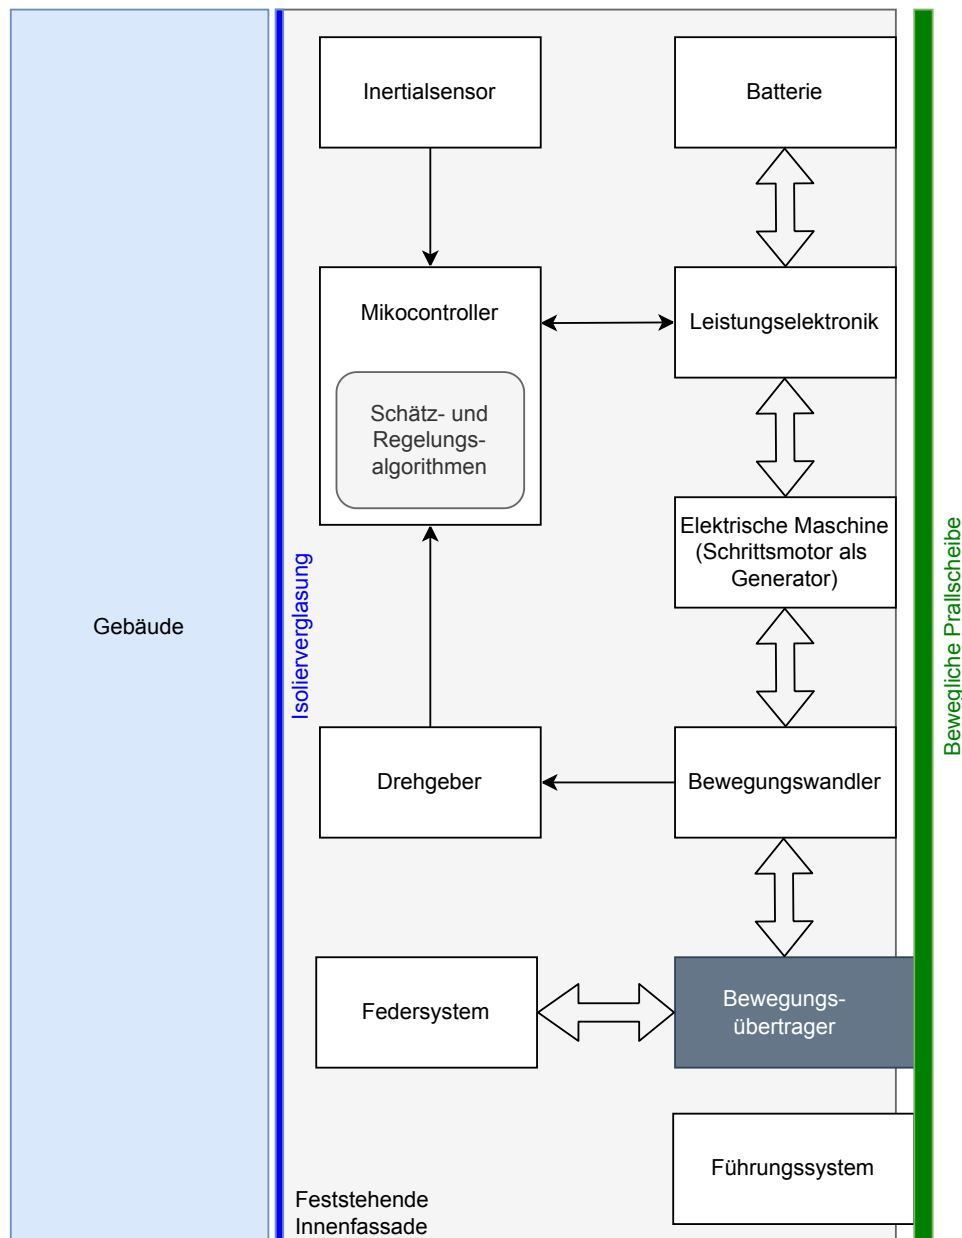 Inertialsensor
Batterie
Mikocontroller
Leistungselektronik
Schätz- und
Regelungs-
algorithmen
Elektrische Maschine
(Schrittsmotor als
Generator)
Gebäude
Isolierverglasung
Bewegliche Prallscheibe
Drehgeber
Bewegungswandler
Federsystem
Bewegungs-
übertrager
Führungssystem
Feststehende
Innenfassade